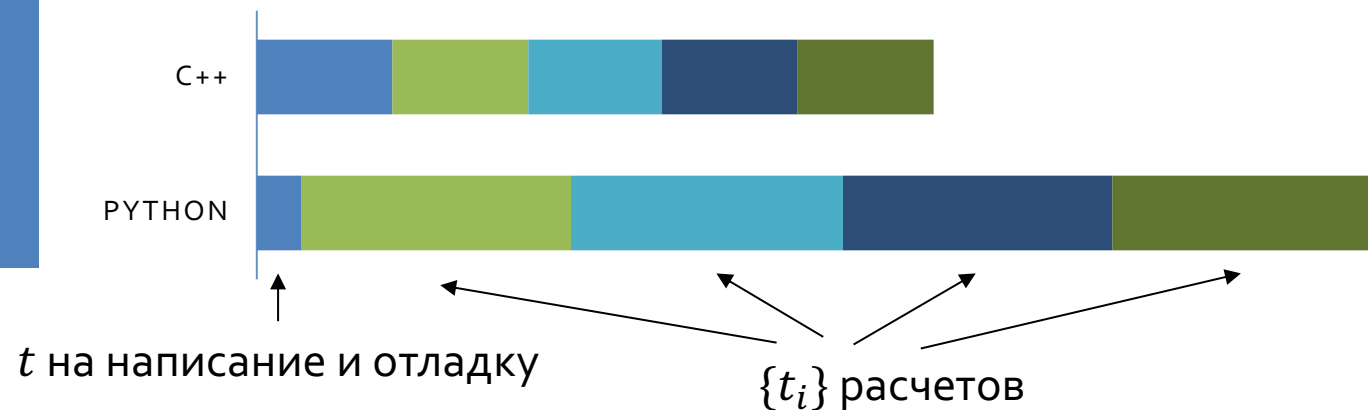 C++
PYTHON
t на написание и отладку
{tᵢ} расчетов